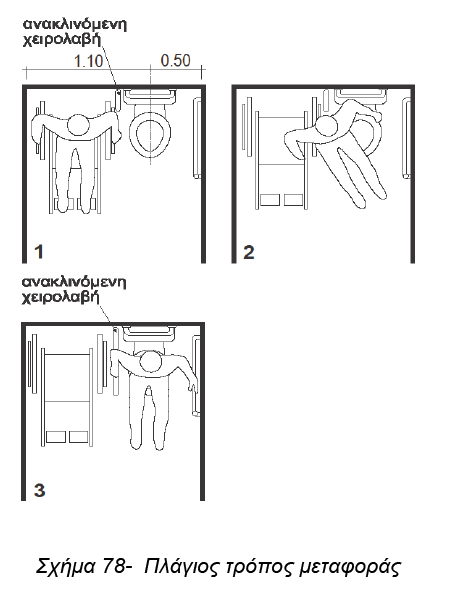 ανακλινόμενη
χειρολαβή
1.10 0.50
1 2
ανακλινόμενη
χειρολαβή
3
Σχήμα 78- Πλάγιος τρόπος μεταφοράς